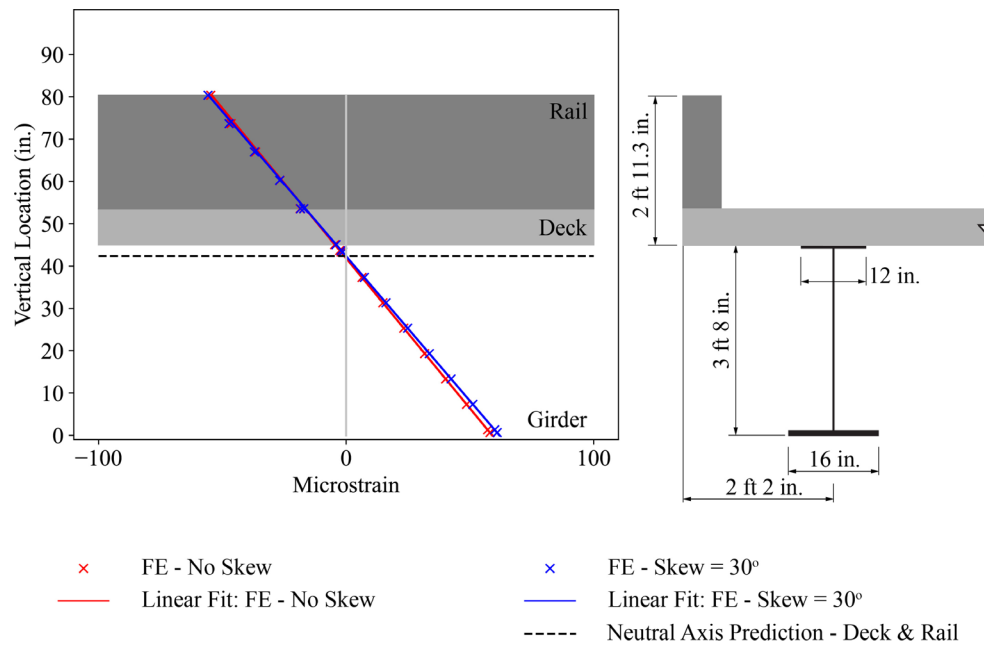 90
80
70
60
50
40
30
20
10
0
Vertical Location (in.)
−100
0
100
Microstrain
Rail
Deck
Girder
2 ft 11.3 in.
3 ft 8 in.
12 in.
16 in.
2 ft 2 in.
FE - No Skew
Linear Fit: FE - No Skew
FE - Skew = 30º
Linear Fit: FE - Skew = 30º
Neutral Axis Prediction - Deck & Rail